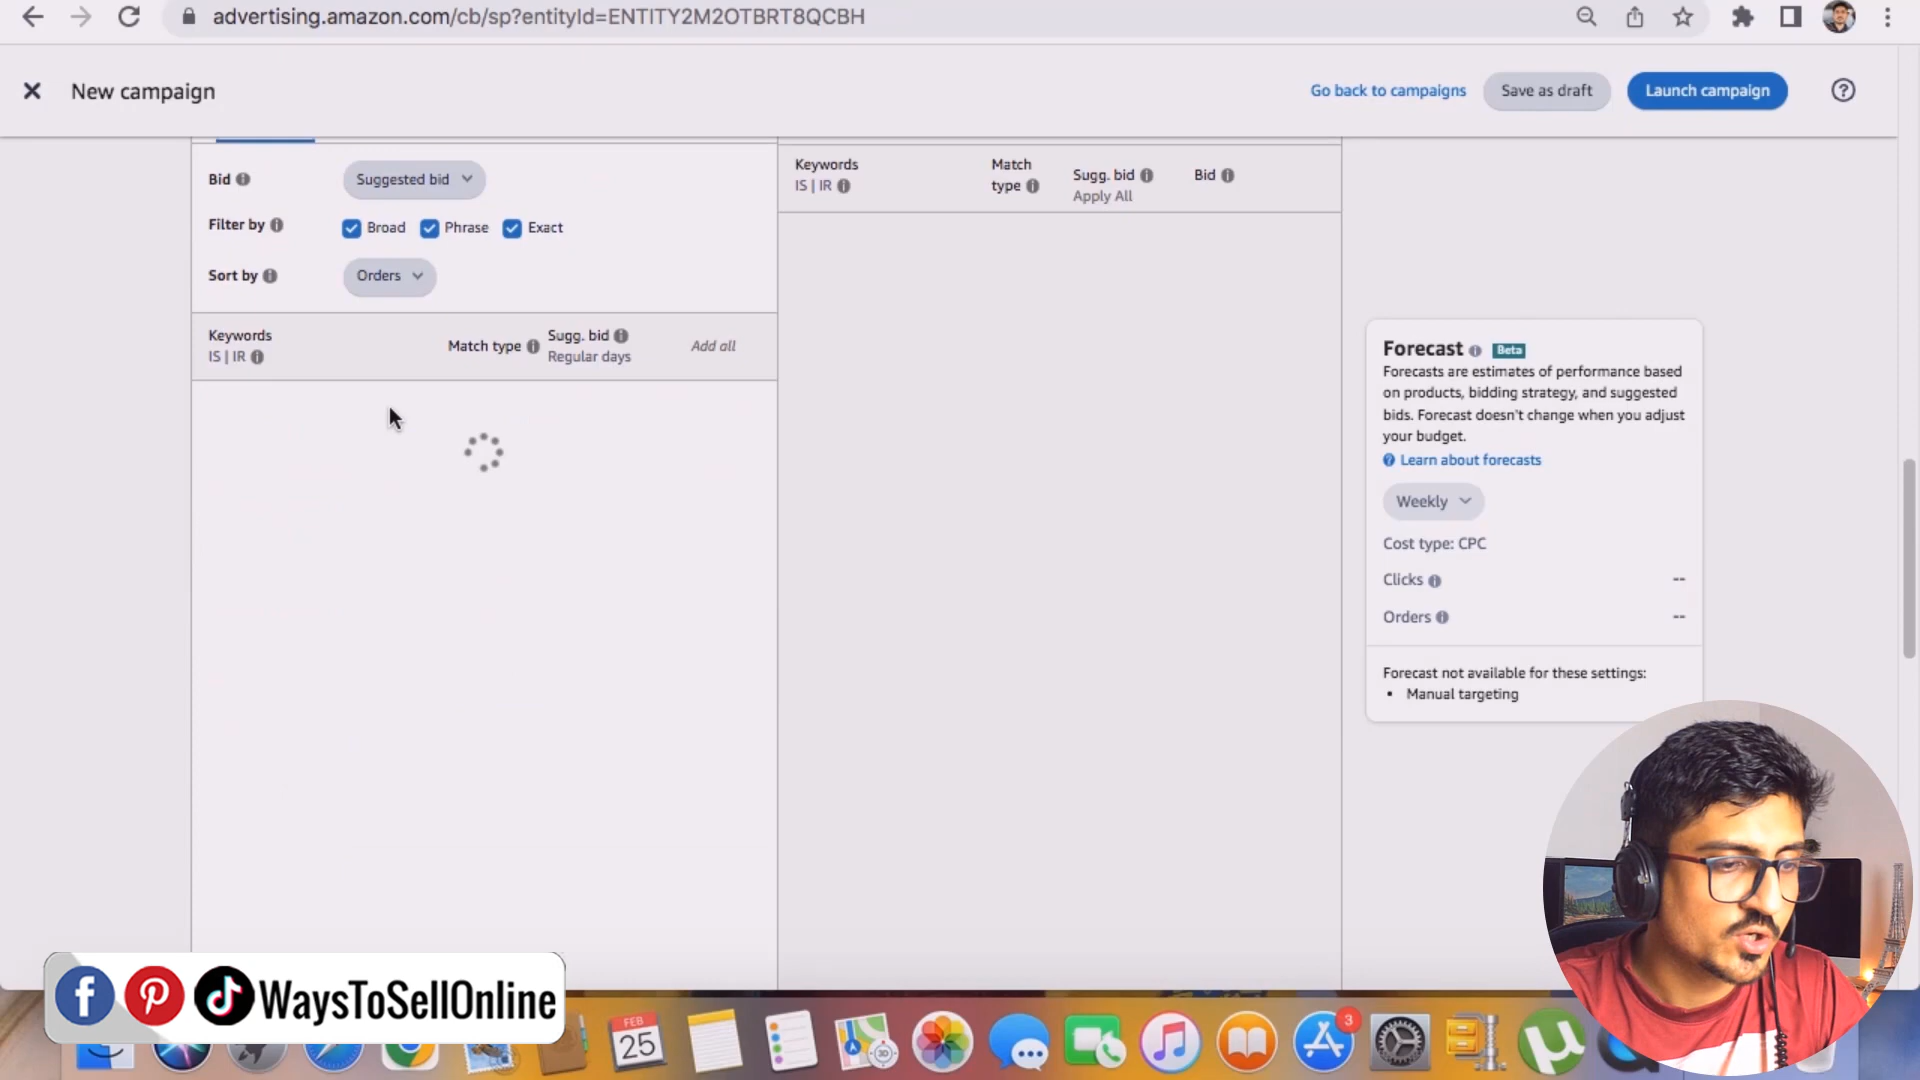 advertising.amazon.com/cb/sp?entityId=ENTITY2M2OTBRT8QCBH
New campaign
Go back to campaigns
Save as draft
Launch campaign
Bid
Suggested bid
Filter by
Broad
Phrase
Exact
Sort by
Orders
Keywords
IS | IR
Match type
Sugg. bid
Regular days
Add all
Keywords
IS | IR
Match
type
Sugg. bid
Apply All
Bid
Forecast Beta
Forecasts are estimates of performance based
on products, bidding strategy, and suggested
bids. Forecast doesn't change when you adjust
your budget.
Learn about forecasts
Weekly
Cost type: CPC
Clicks --
Orders --
Forecast not available for these settings:
• Manual targeting
WaysToSellOnline
FEB
25
3D
3